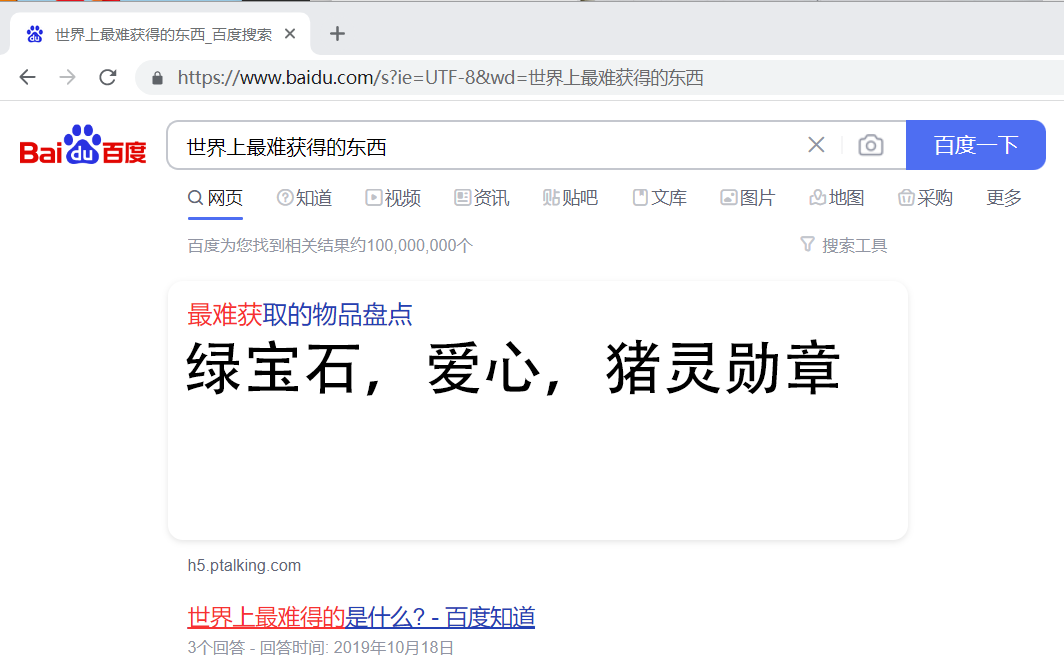 世界上最难获得的东西_百度搜索
https://www.baidu.com/s?ie=UTF-8&wd=世界上最难获得的东西
Bai du 百度 世界上最难获得的东西 百度一下
网页 知道 视频 资讯 贴吧 文库 图片 地图 采购 更多
百度为您找到相关结果约100,000,000个 搜索工具
最难获取的物品盘点
绿宝石，爱心，猪灵勋章
h5.ptalking.com
世界上最难得的是什么? - 百度知道
3个回答 - 回答时间: 2019年10月18日